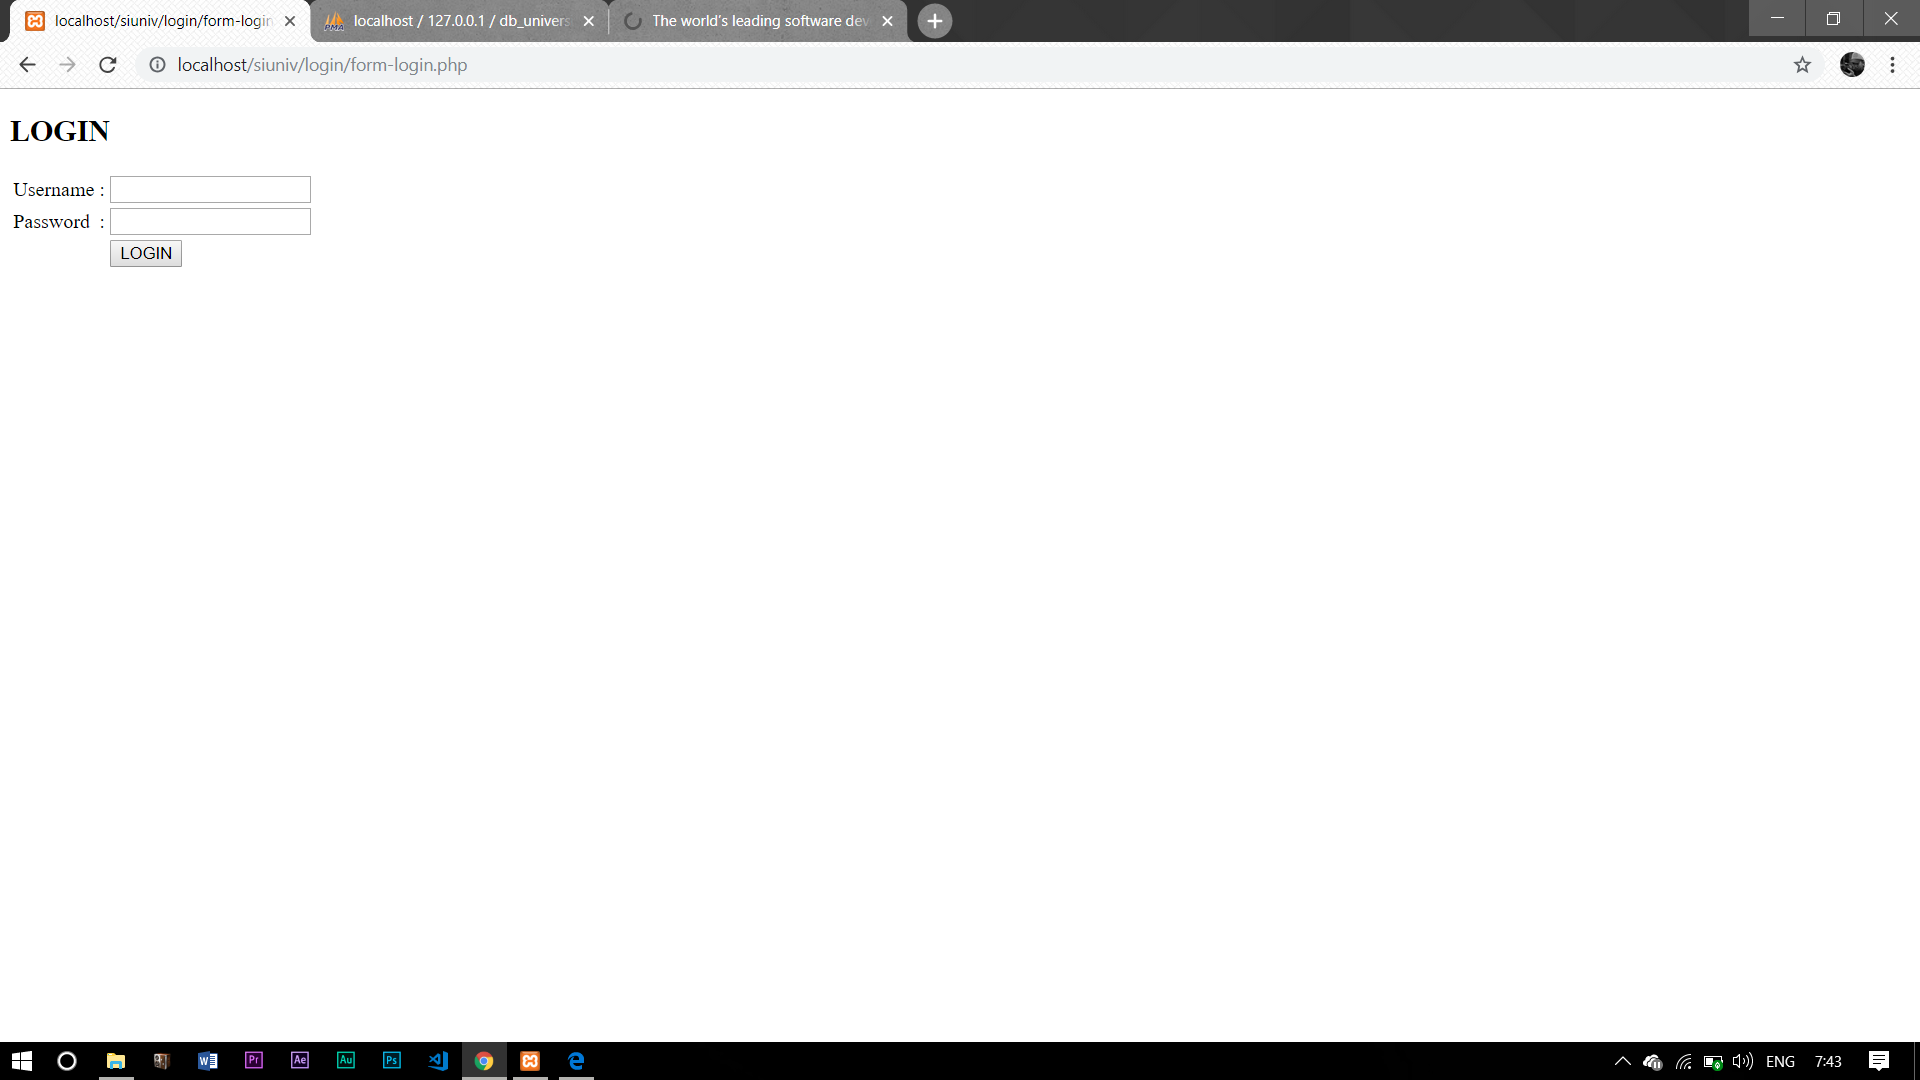 localhost/siuniv/login/form-login
localhost / 127.0.0.1 / db_univers
The world's leading software dev
localhost/siuniv/login/form-login.php
LOGIN
Username :
Password :
LOGIN
PMA
W
Pr
Ae
Au
Ps
ENG
7:43